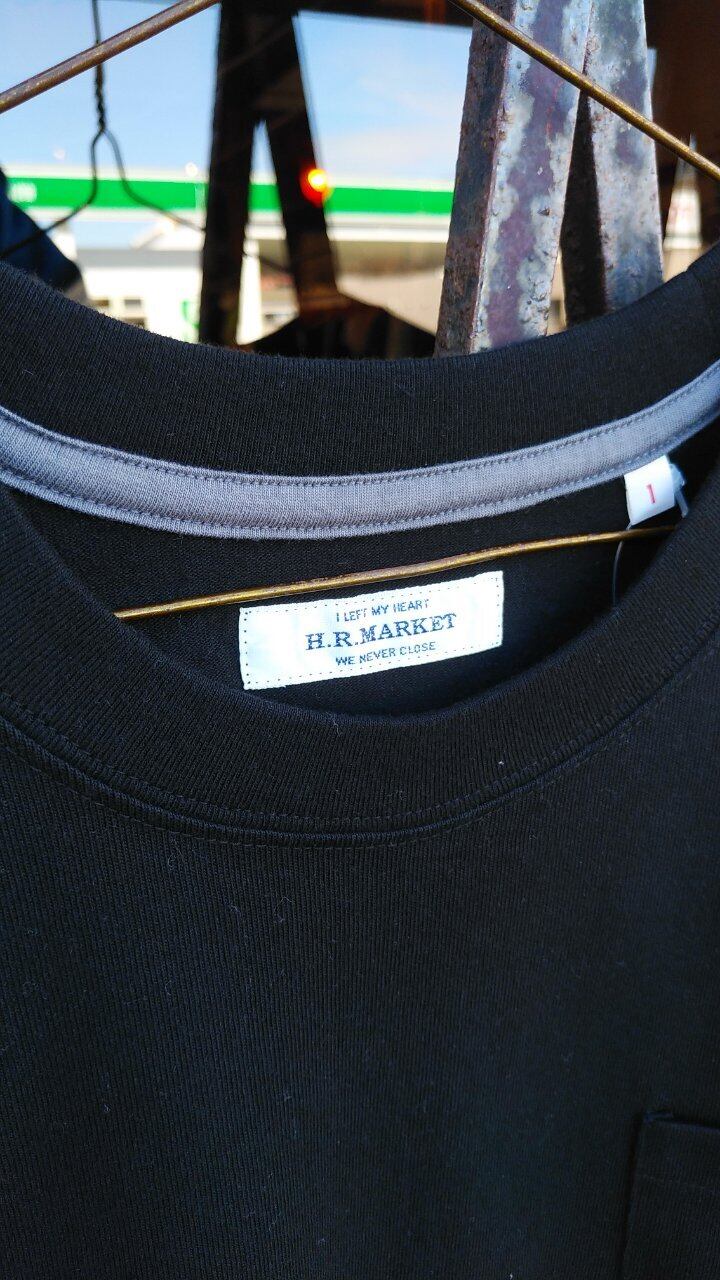 1
I LEFT MY HEART
H.R.MARKET
WE NEVER CLOSE